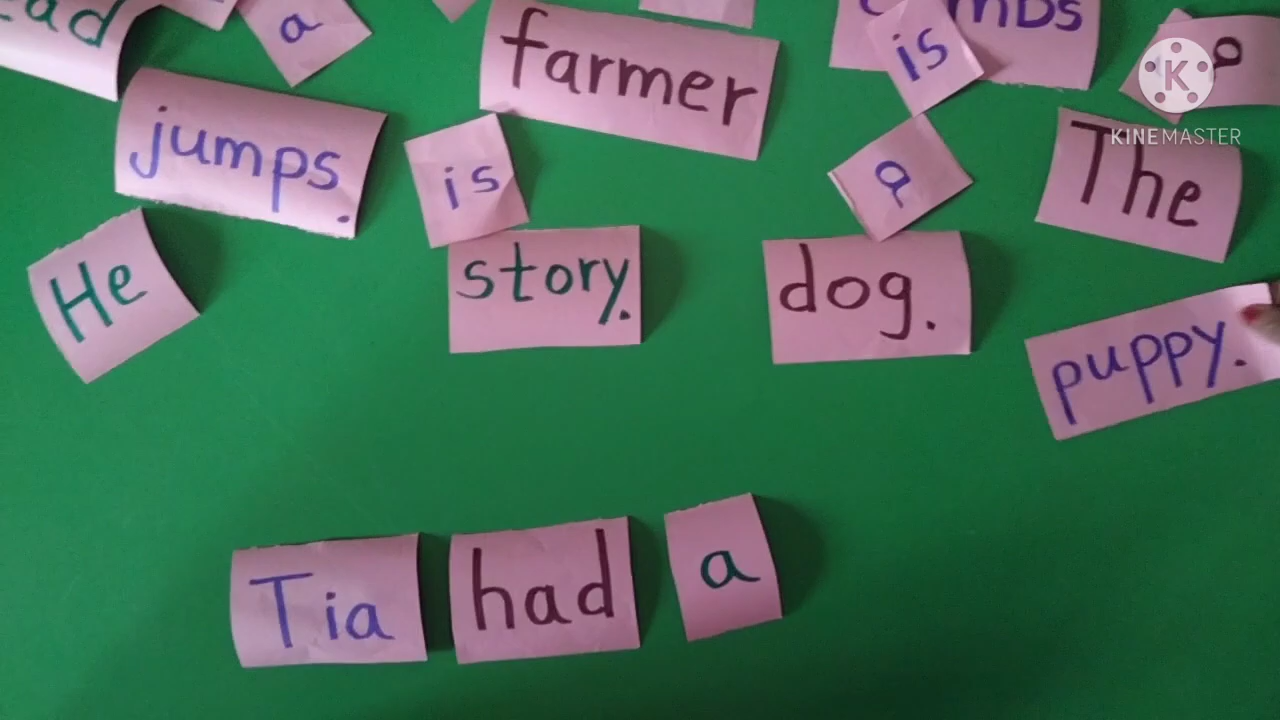 a
farmer
is
jumps.
is
a
The
KINEMASTER
He
story.
dog.
puppy.
Tia had a